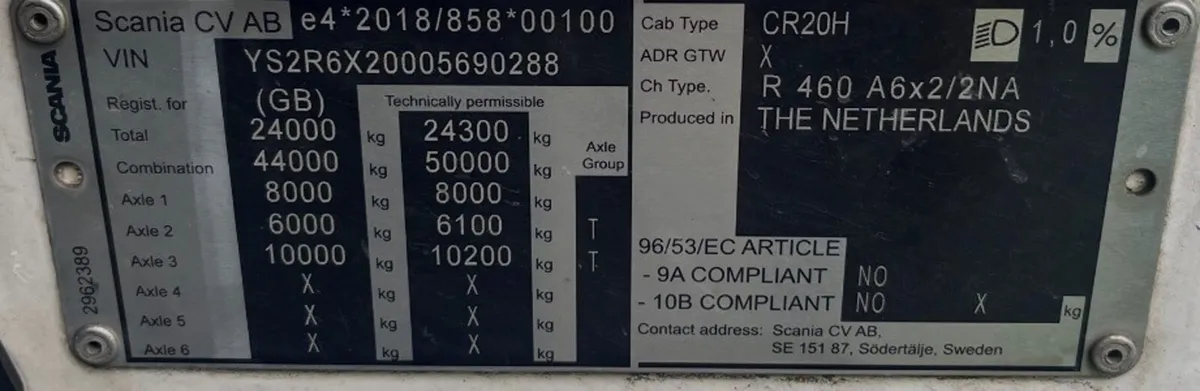 Scania CV AB e4*2018/858*00100
VIN YS2R6X20005690288
Regist. for (GB) Technically permissible
Total 24000 kg 24300 kg Axle Group
Combination 44000 kg 50000 kg
Axle 1 8000 kg 8000 kg
Axle 2 6000 kg 6100 kg T
Axle 3 10000 kg 10200 kg T
Axle 4 X kg X kg
Axle 5 X kg X kg
Axle 6 X kg X kg
SCANIA
2962389
Cab Type CR20H 1,0 %
ADR GTW X
Ch Type. R 460 A6x2/2NA
Produced in THE NETHERLANDS
96/53/EC ARTICLE
- 9A COMPLIANT NO
- 10B COMPLIANT NO X kg
Contact address: Scania CV AB,
SE 151 87, Södertälje, Sweden